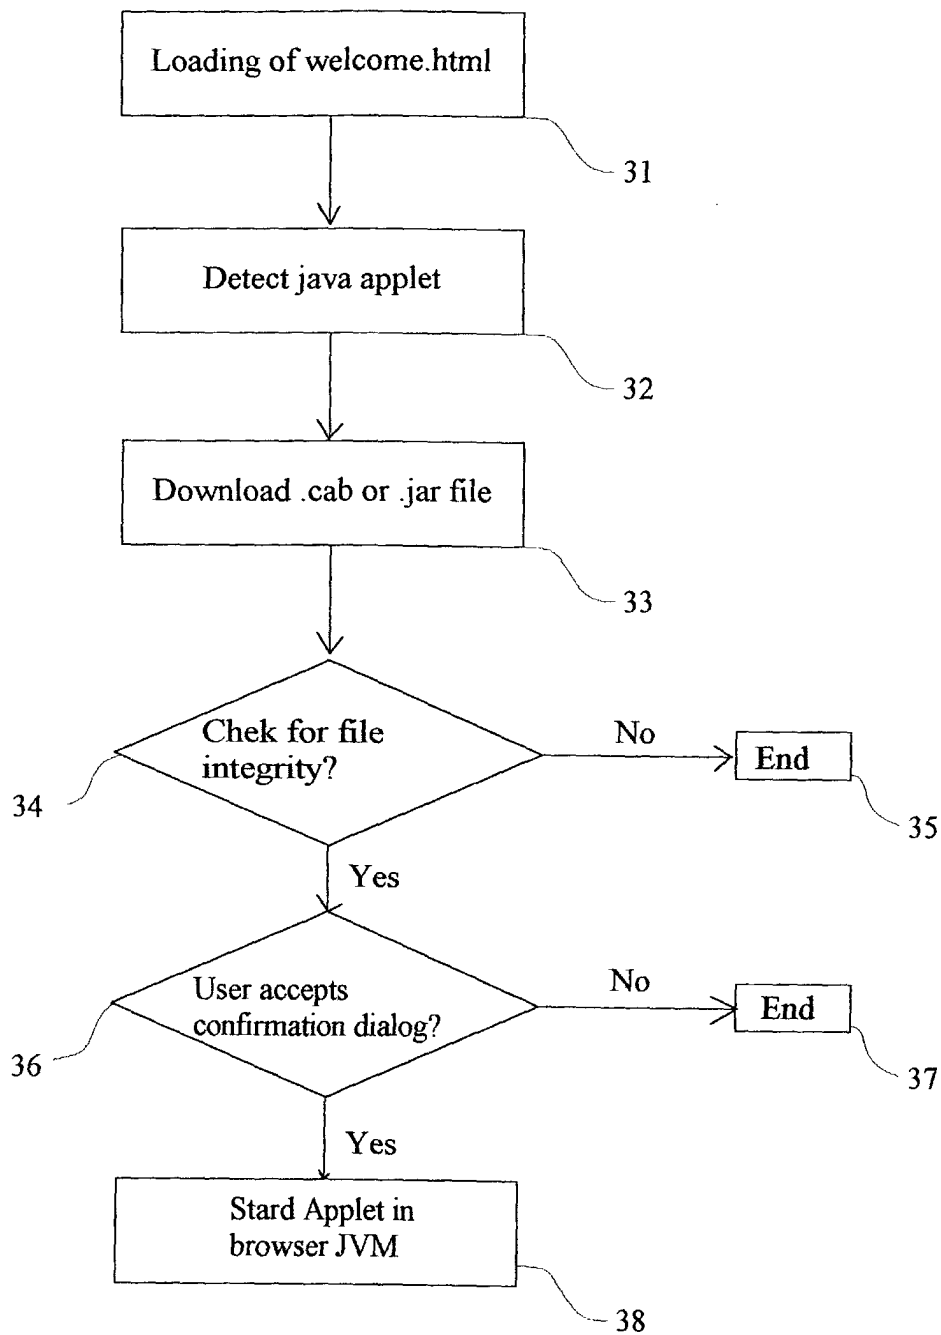 Loading of welcome.html
31
Detect java applet
32
Download .cab or .jar file
33
Chek for file
integrity?
34
No
End
35
Yes
User accepts
confirmation dialog?
36
No
End
37
Yes
Stard Applet in
browser JVM
38